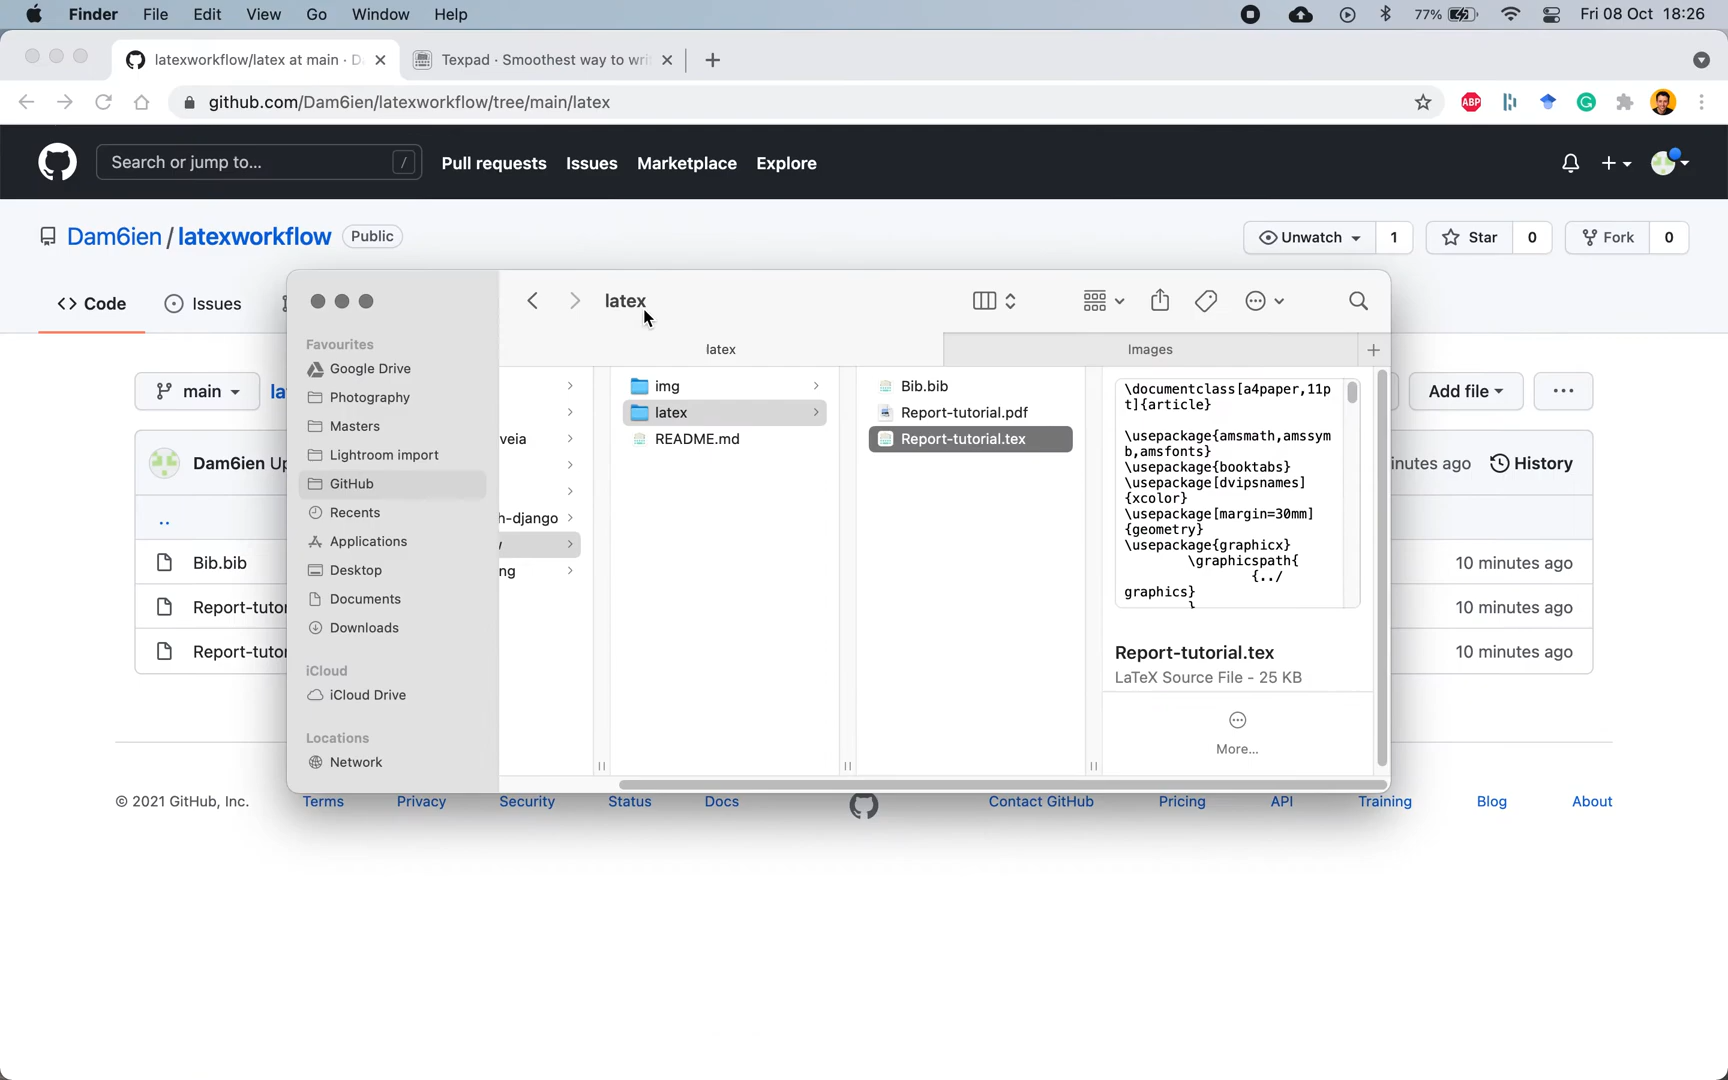 Finder File Edit View Go Window Help 77% Fri 08 Oct 18:26
latexworkflow/latex at main · D
Texpad · Smoothest way to wri
github.com/Dam6ien/latexworkflow/tree/main/latex
ABP
Search or jump to... /
Pull requests Issues Marketplace Explore
Dam6ien / latexworkflow Public
Unwatch 1 Star 0 Fork 0
Code Issues
main la
Add file
Dam6ien Up
inutes ago History
..
Bib.bib 10 minutes ago
Report-tutor 10 minutes ago
Report-tutor 10 minutes ago
latex
latex Images
Favourites
Google Drive
Photography
Masters
Lightroom import
GitHub
Recents
Applications
Desktop
Documents
Downloads
iCloud
iCloud Drive
Locations
Network
veia
h-django
ng
img
latex
README.md
Bib.bib
Report-tutorial.pdf
Report-tutorial.tex
\documentclass[a4paper,11p
t]{article}
\usepackage{amsmath,amssym
b,amsfonts}
\usepackage{booktabs}
\usepackage[dvipsnames]
{xcolor}
\usepackage[margin=30mm]
{geometry}
\usepackage{graphicx}
\graphicspath{
{../
graphics}
}
Report-tutorial.tex
LaTeX Source File - 25 KB
More...
© 2021 GitHub, Inc. Terms Privacy Security Status Docs Contact GitHub Pricing API Training Blog About